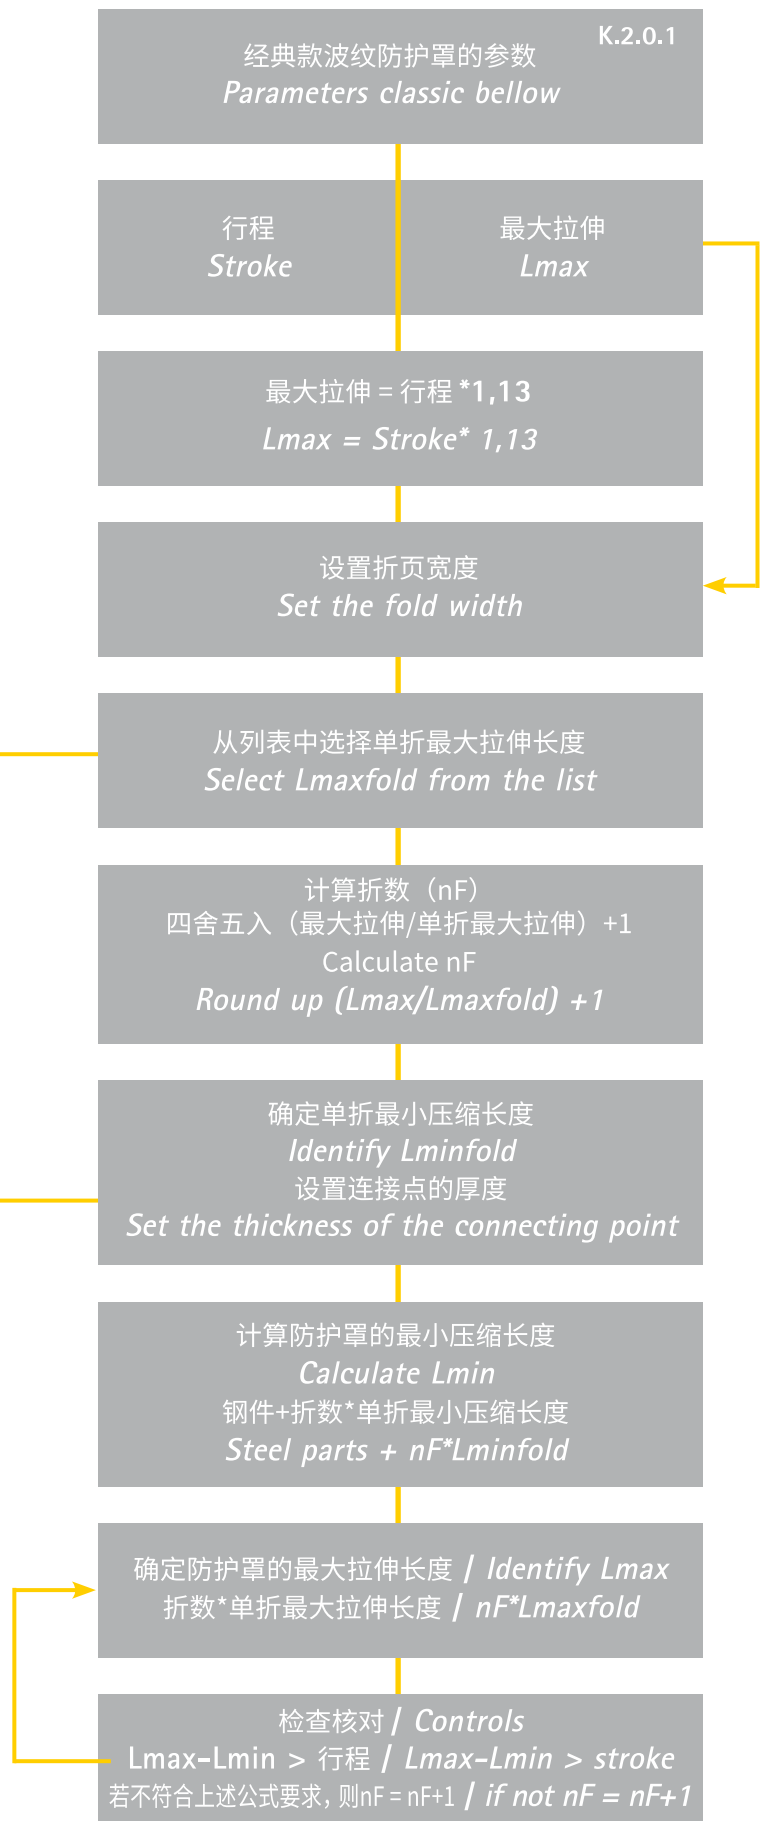 K.2.0.1
经典款波纹防护罩的参数
Parameters classic bellow
行程
Stroke
最大拉伸
Lmax
最大拉伸 = 行程 *1,13
Lmax = Stroke* 1,13
设置折页宽度
Set the fold width
从列表中选择单折最大拉伸长度
Select Lmaxfold from the list
计算折数（nF）
四舍五入（最大拉伸/单折最大拉伸）+1
Calculate nF
Round up (Lmax/Lmaxfold) +1
确定单折最小压缩长度
Identify Lminfold
设置连接点的厚度
Set the thickness of the connecting point
计算防护罩的最小压缩长度
Calculate Lmin
钢件+折数*单折最小压缩长度
Steel parts + nF*Lminfold
确定防护罩的最大拉伸长度 / Identify Lmax
折数*单折最大拉伸长度 / nF*Lmaxfold
检查核对 / Controls
Lmax-Lmin > 行程 / Lmax-Lmin > stroke
若不符合上述公式要求，则nF = nF+1 / if not nF = nF+1